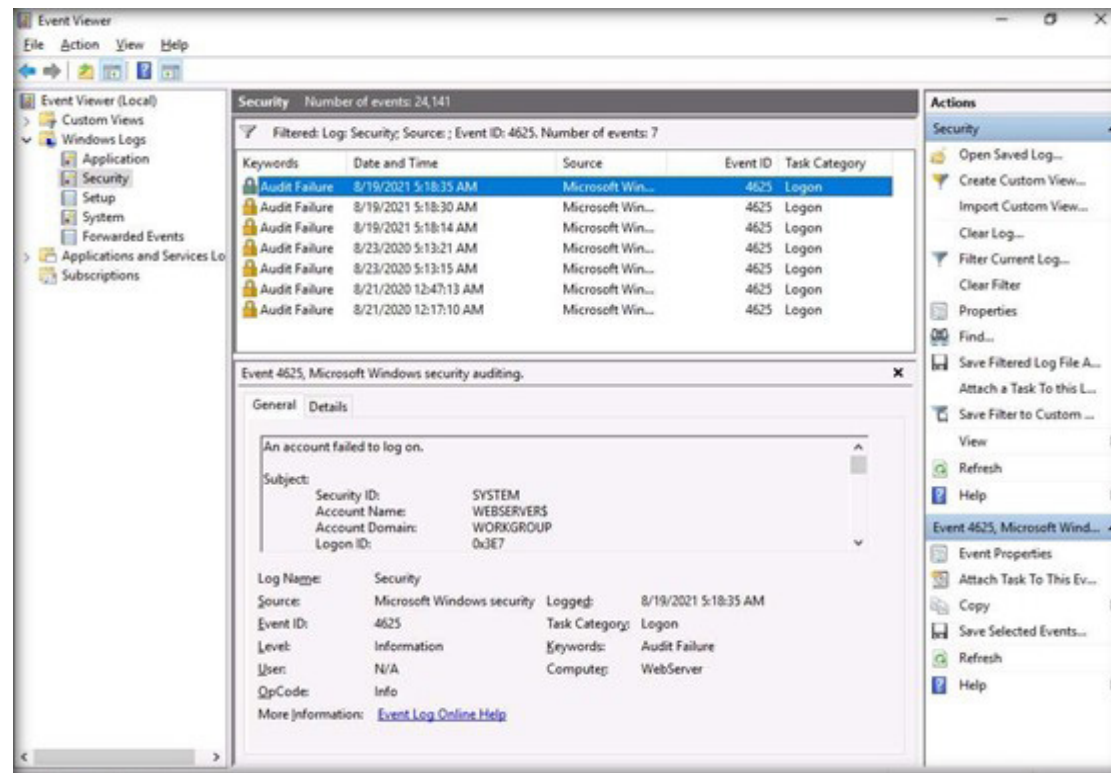 Event Viewer
File Action View Help
Event Viewer (Local)
Custom Views
Windows Logs
Application
Security
Setup
System
Forwarded Events
Applications and Services Lo
Subscriptions
Security Number of events: 24,141
Filtered: Log: Security; Source: ; Event ID: 4625. Number of events: 7
Keywords Date and Time Source Event ID Task Category
Audit Failure 8/19/2021 5:18:35 AM Microsoft Win... 4625 Logon
Audit Failure 8/19/2021 5:18:30 AM Microsoft Win... 4625 Logon
Audit Failure 8/19/2021 5:18:14 AM Microsoft Win... 4625 Logon
Audit Failure 8/23/2020 5:13:21 AM Microsoft Win... 4625 Logon
Audit Failure 8/23/2020 5:13:15 AM Microsoft Win... 4625 Logon
Audit Failure 8/21/2020 12:47:13 AM Microsoft Win... 4625 Logon
Audit Failure 8/21/2020 12:17:10 AM Microsoft Win... 4625 Logon
Event 4625, Microsoft Windows security auditing.
General Details
An account failed to log on.
Subject:
Security ID: SYSTEM
Account Name: WEBSERVER$
Account Domain: WORKGROUP
Logon ID: 0x3E7
Log Name: Security
Source: Microsoft Windows security Logged: 8/19/2021 5:18:35 AM
Event ID: 4625 Task Category: Logon
Level: Information Keywords: Audit Failure
User: N/A Computer: WebServer
OpCode: Info
More Information: Event Log Online Help
Actions
Security
Open Saved Log...
Create Custom View...
Import Custom View...
Clear Log...
Filter Current Log...
Clear Filter
Properties
Find...
Save Filtered Log File A...
Attach a Task To this L...
Save Filter to Custom ...
View
Refresh
Help
Event 4625, Microsoft Wind...
Event Properties
Attach Task To This Ev...
Copy
Save Selected Events...
Refresh
Help